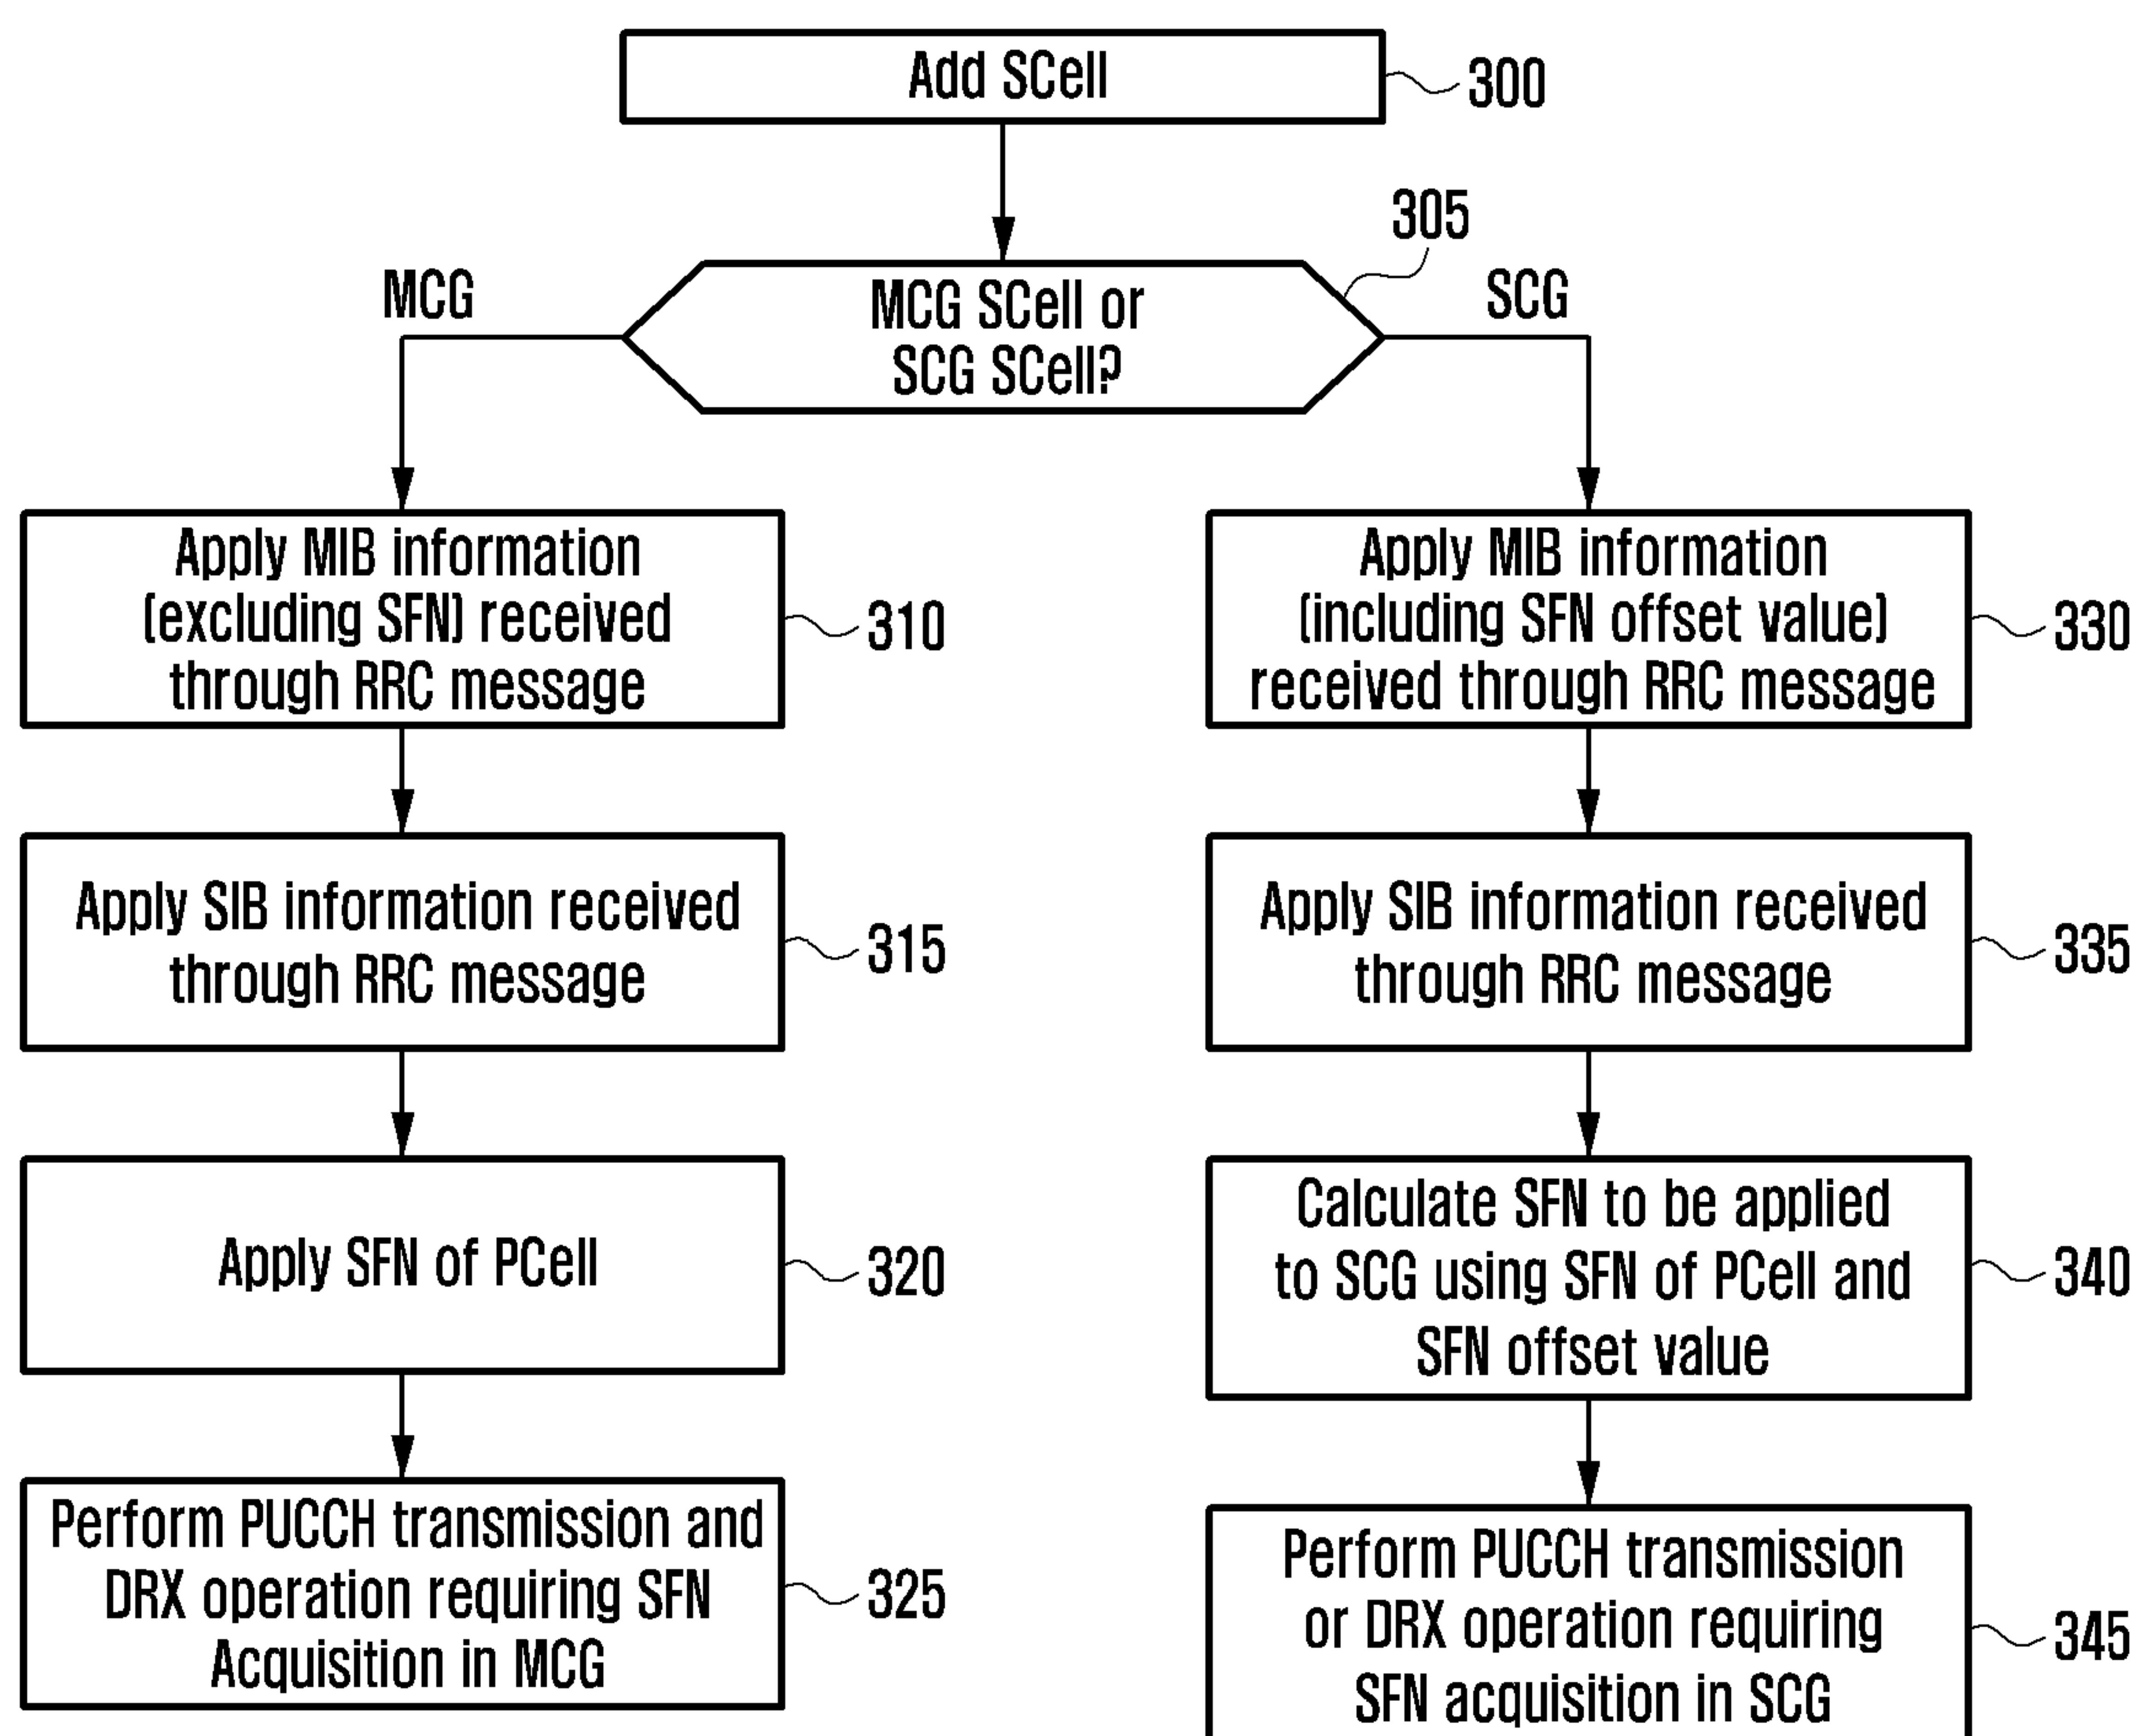 Add SCell
300
305
MCG
MCG SCell or
SCG SCell?
SCG
Apply MIB information
(excluding SFN) received
through RRC message
310
Apply SIB information received
through RRC message
315
Apply SFN of PCell
320
Perform PUCCH transmission and
DRX operation requiring SFN
Acquisition in MCG
325
Apply MIB information
(including SFN offset value)
received through RRC message
330
Apply SIB information received
through RRC message
335
Calculate SFN to be applied
to SCG using SFN of PCell and
SFN offset value
340
Perform PUCCH transmission
or DRX operation requiring
SFN acquisition in SCG
345